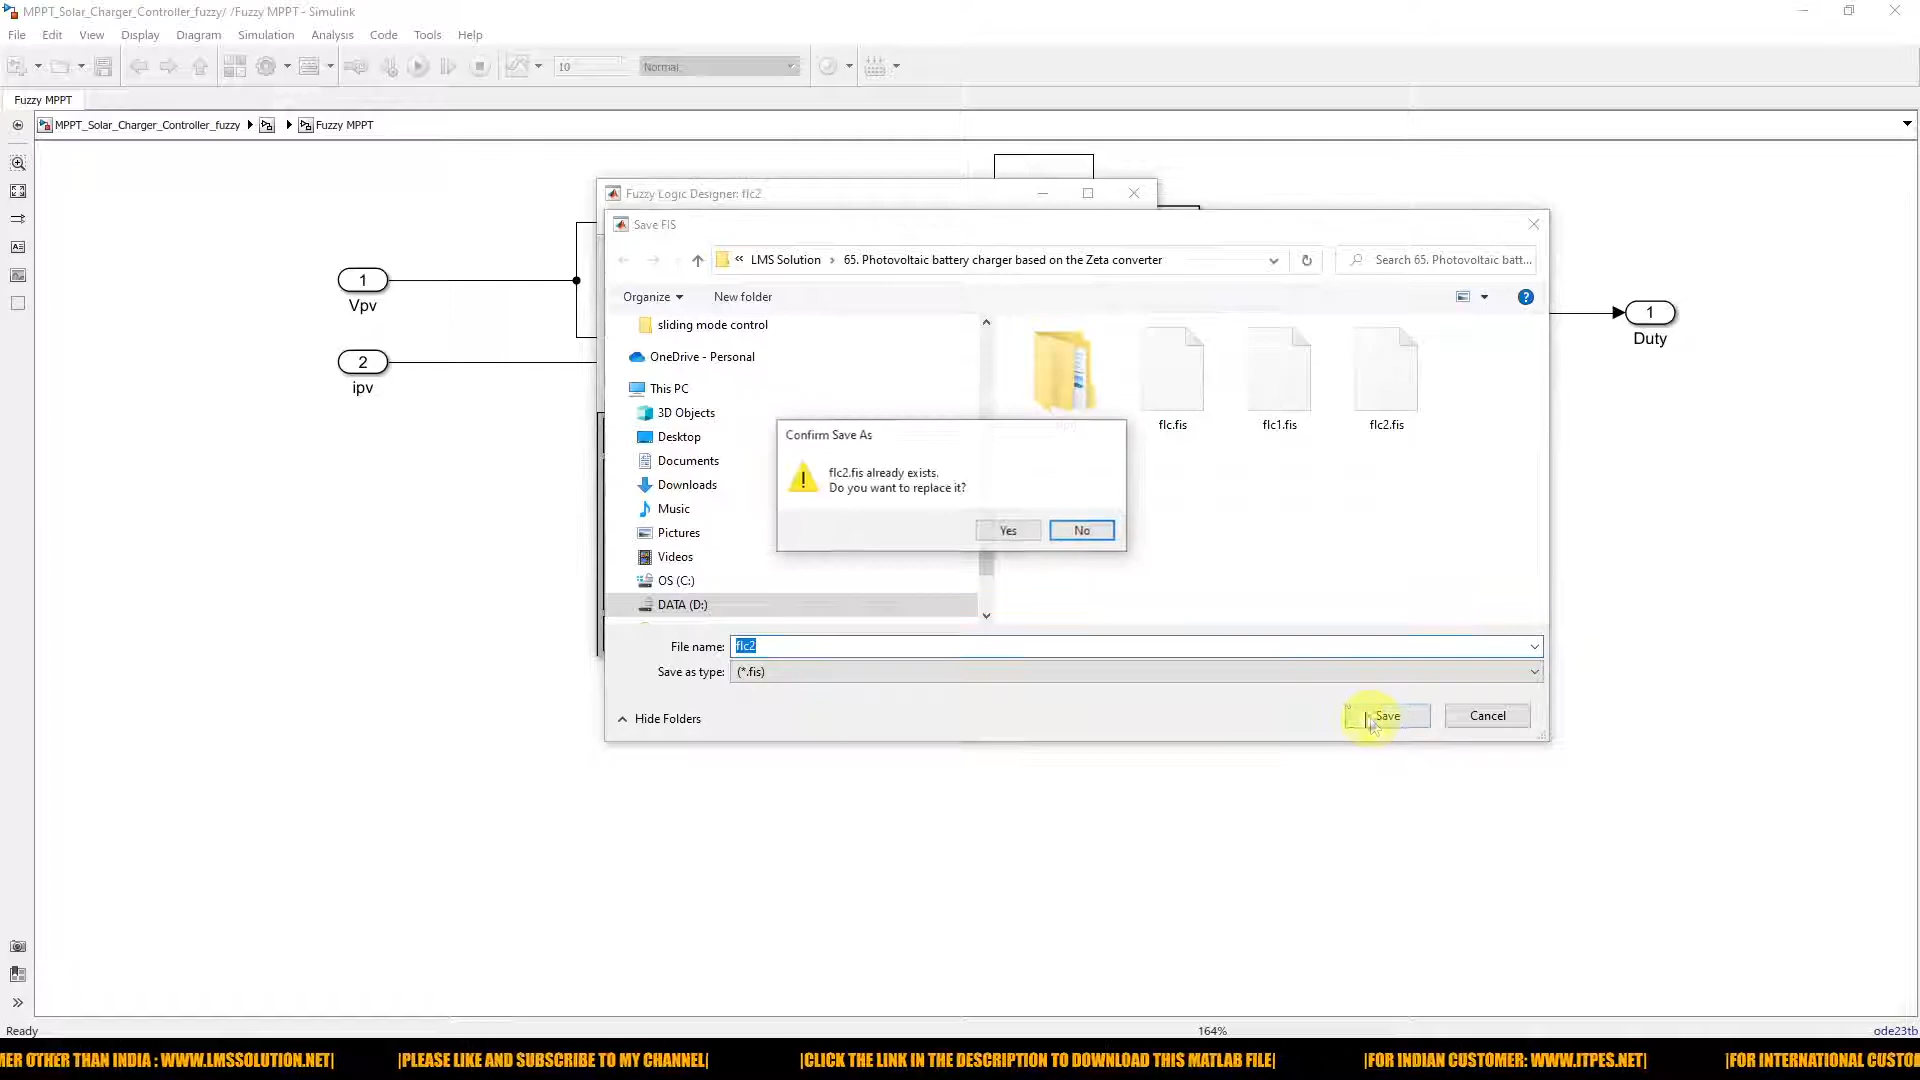 MPPT_Solar_Charger_Controller_fuzzy/ /Fuzzy MPPT - Simulink
File Edit View Display Diagram Simulation Analysis Code Tools Help
10 Normal
Fuzzy MPPT
MPPT_Solar_Charger_Controller_fuzzy Fuzzy MPPT
Fuzzy Logic Designer: flc2
Save FIS
« LMS Solution › 65. Photovoltaic battery charger based on the Zeta converter
Search 65. Photovoltaic batt...
Organize New folder
1
Vpv
2
ipv
1
Duty
sliding mode control
OneDrive - Personal
This PC
3D Objects
Desktop
Documents
Downloads
Music
Pictures
Videos
OS (C:)
DATA (D:)
flc.fis flc1.fis flc2.fis
Confirm Save As
flc2.fis already exists.
Do you want to replace it?
Yes No
File name: flc2
Save as type: (*.fis)
Hide Folders
Save Cancel
Ready 164% ode23tb
MER OTHER THAN INDIA : WWW.LMSSOLUTION.NET| |PLEASE LIKE AND SUBSCRIBE TO MY CHANNEL| |CLICK THE LINK IN THE DESCRIPTION TO DOWNLOAD THIS MATLAB FILE| |FOR INDIAN CUSTOMER: WWW.ITPES.NET| |FOR INTERNATIONAL CUSTO